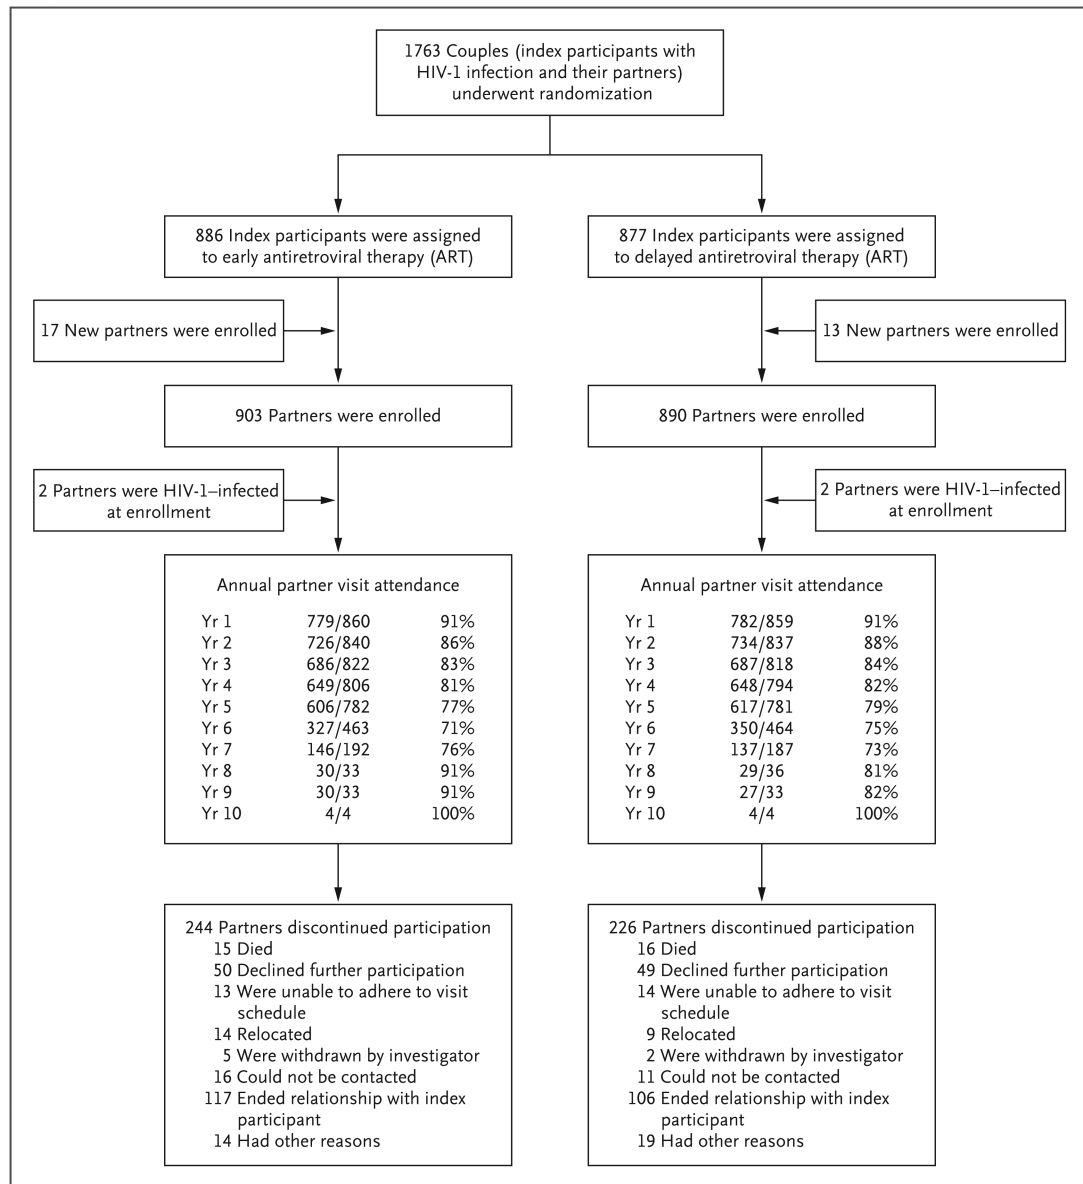 1763 Couples (index participants with
HIV-1 infection and their partners)
underwent randomization
886 Index participants were assigned
to early antiretroviral therapy (ART)
877 Index participants were assigned
to delayed antiretroviral therapy (ART)
17 New partners were enrolled
13 New partners were enrolled
903 Partners were enrolled
890 Partners were enrolled
2 Partners were HIV-1–infected
at enrollment
2 Partners were HIV-1–infected
at enrollment
Annual partner visit attendance
Yr 1 779/860 91%
Yr 2 726/840 86%
Yr 3 686/822 83%
Yr 4 649/806 81%
Yr 5 606/782 77%
Yr 6 327/463 71%
Yr 7 146/192 76%
Yr 8 30/33 91%
Yr 9 30/33 91%
Yr 10 4/4 100%
Annual partner visit attendance
Yr 1 782/859 91%
Yr 2 734/837 88%
Yr 3 687/818 84%
Yr 4 648/794 82%
Yr 5 617/781 79%
Yr 6 350/464 75%
Yr 7 137/187 73%
Yr 8 29/36 81%
Yr 9 27/33 82%
Yr 10 4/4 100%
244 Partners discontinued participation
15 Died
50 Declined further participation
13 Were unable to adhere to visit
schedule
14 Relocated
5 Were withdrawn by investigator
16 Could not be contacted
117 Ended relationship with index
participant
14 Had other reasons
226 Partners discontinued participation
16 Died
49 Declined further participation
14 Were unable to adhere to visit
schedule
9 Relocated
2 Were withdrawn by investigator
11 Could not be contacted
106 Ended relationship with index
participant
19 Had other reasons